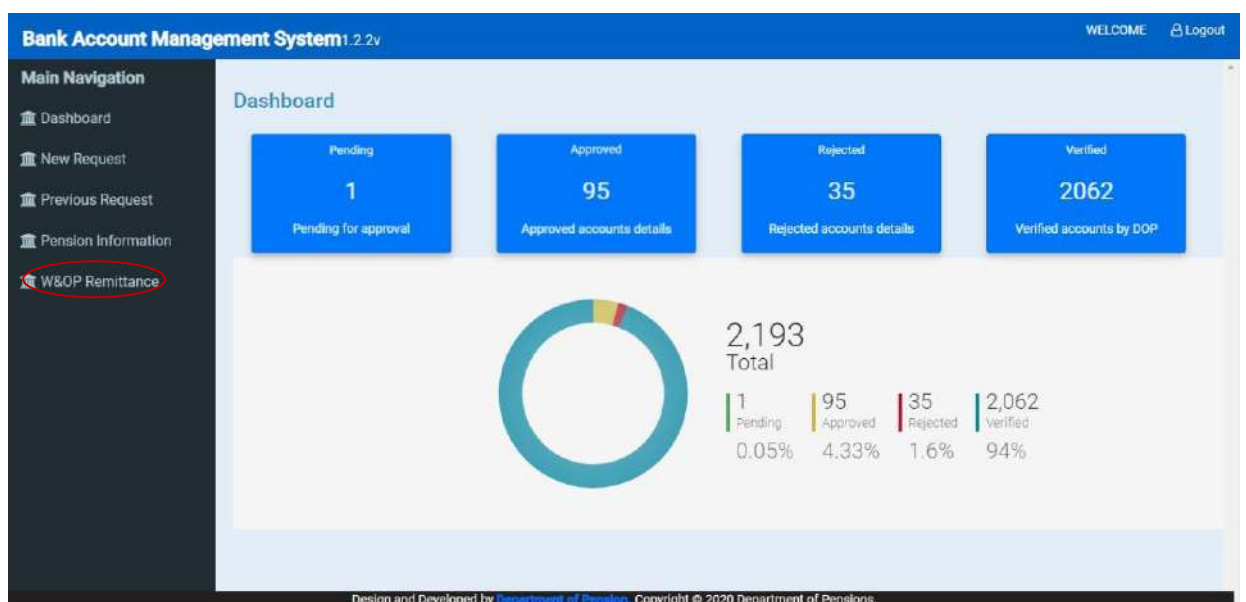 Bank Account Management System1.2.2v
WELCOME
Logout
Main Navigation
Dashboard
New Request
Previous Request
Pension Information
W&OP Remittance
Dashboard
Pending
1
Pending for approval
Approved
95
Approved accounts details
Rejected
35
Rejected accounts details
Verified
2062
Verified accounts by DOP
2,193
Total
1
Pending
0.05%
95
Approved
4.33%
35
Rejected
1.6%
2,062
Verified
94%
Design and Developed by Department of Pension. Copyright © 2020 Department of Pensions.